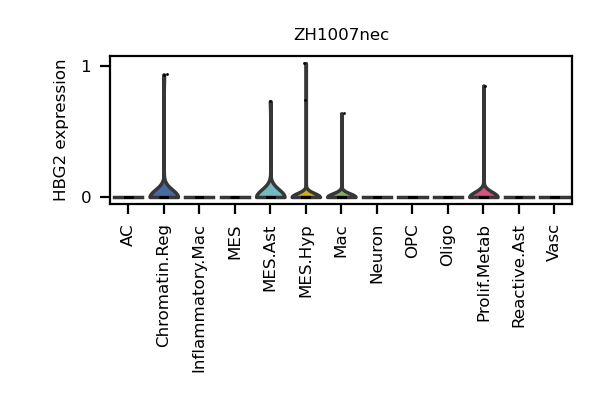 ZH1007nec
HBG2 expression
1
0
AC
Chromatin.Reg
Inflammatory.Mac
MES
MES.Ast
MES.Hyp
Mac
Neuron
OPC
Oligo
Prolif.Metab
Reactive.Ast
Vasc